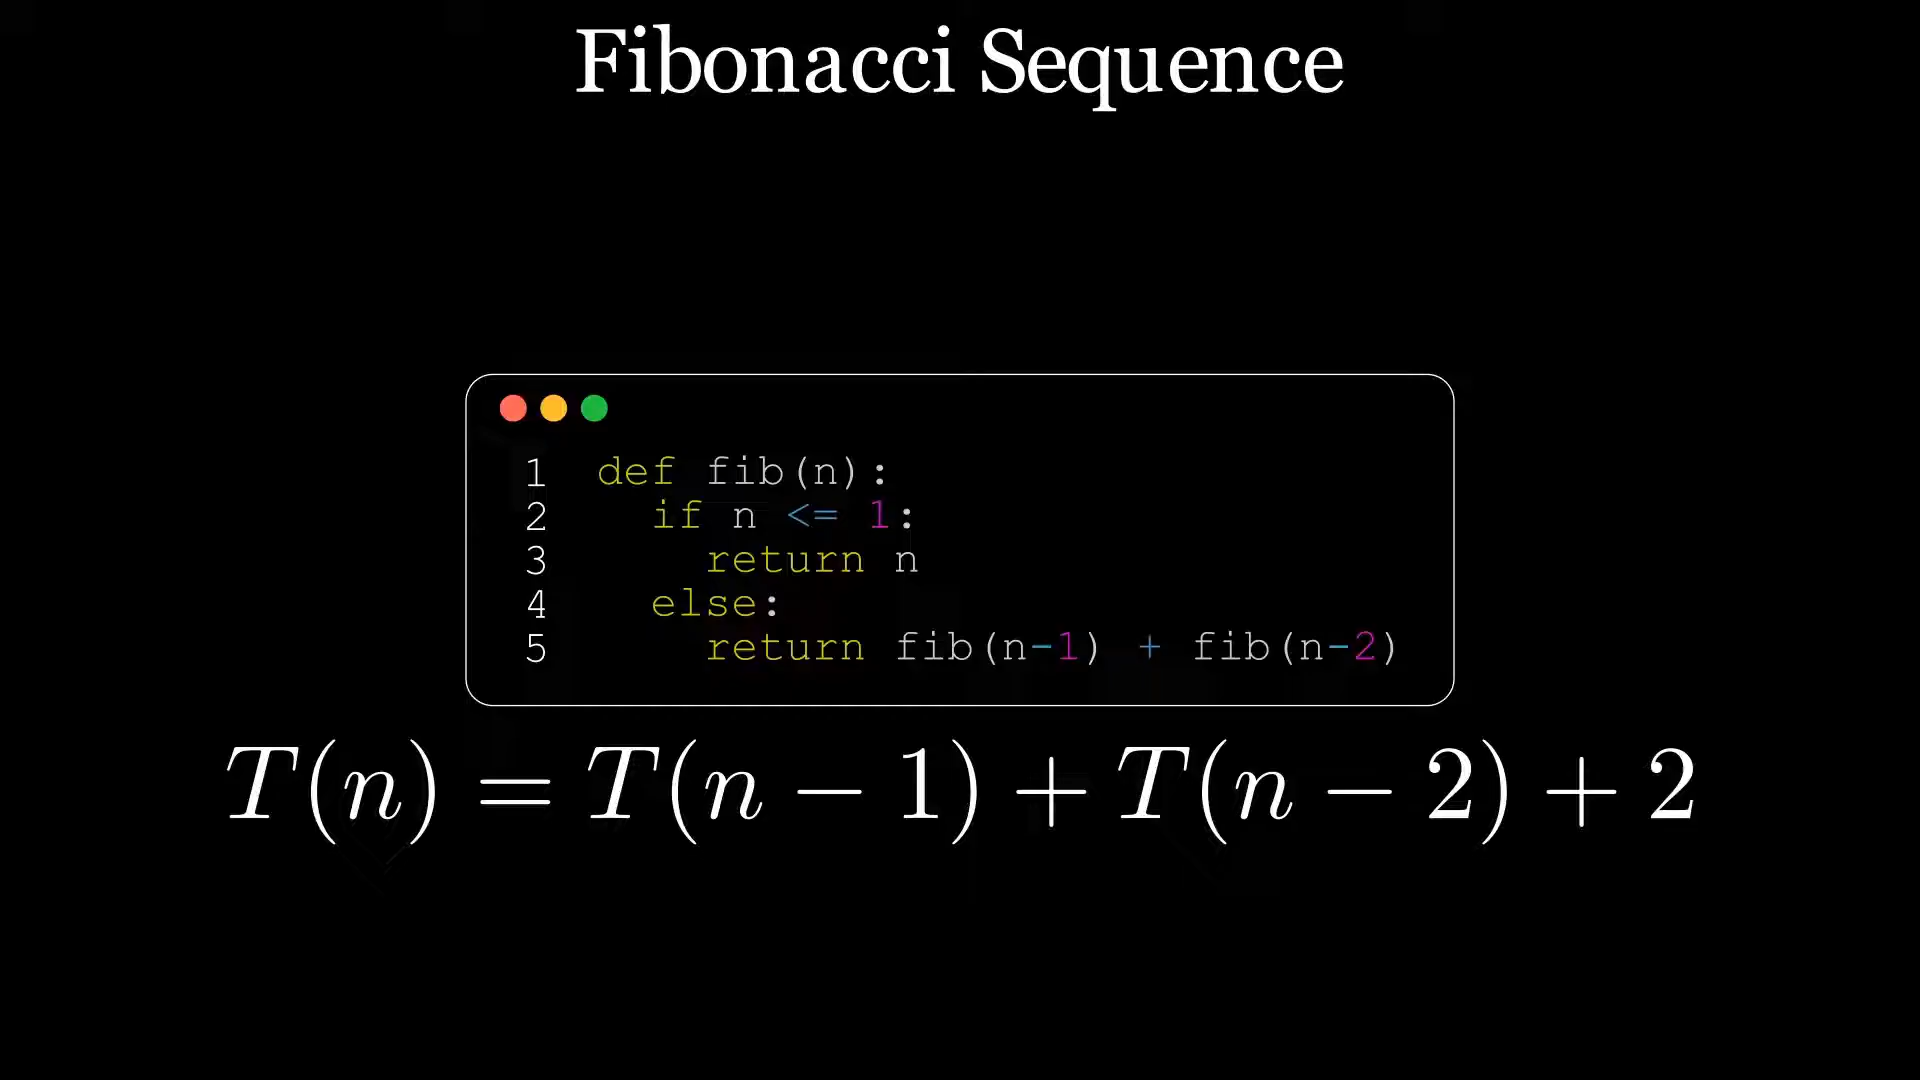 Fibonacci Sequence
1 def fib(n):
2 if n <= 1:
3 return n
4 else:
5 return fib(n-1) + fib(n-2)
T(n) = T(n − 1) + T(n − 2) + 2